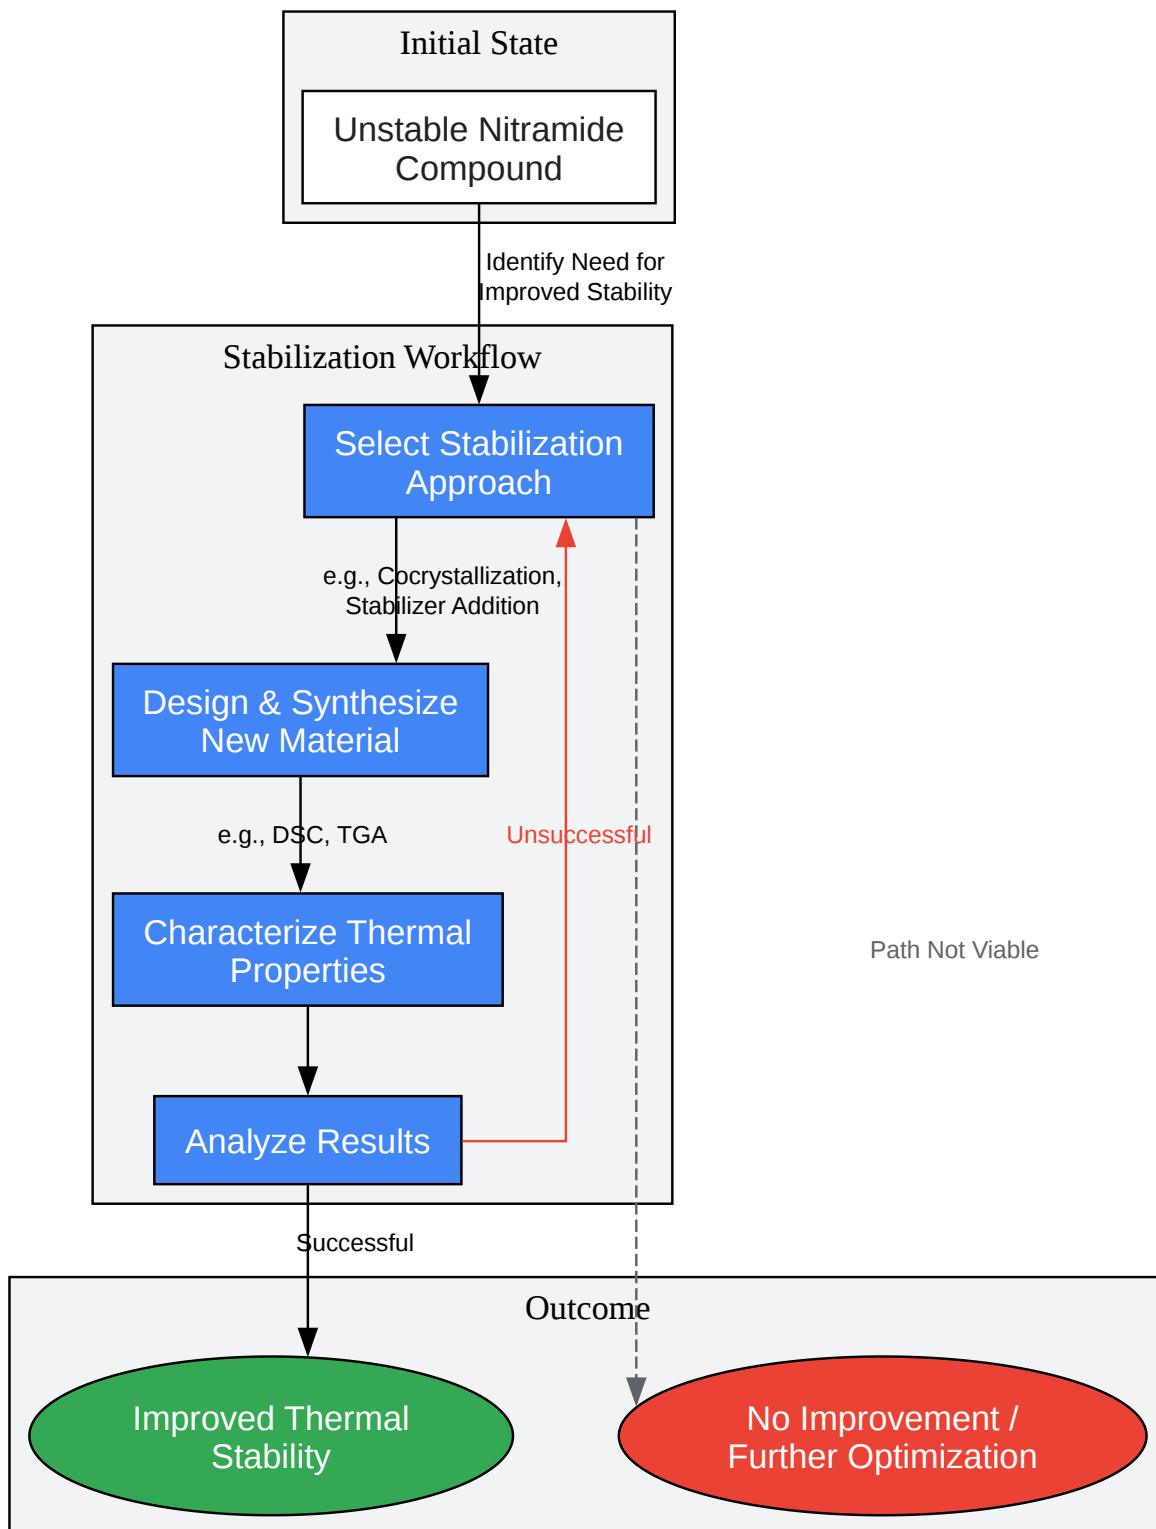 Initial State
Unstable Nitramide
Compound
Identify Need for
Improved Stability
Stabilization Workflow
Select Stabilization
Approach
e.g., Cocrystallization,
Stabilizer Addition
Design & Synthesize
New Material
e.g., DSC, TGA
Unsuccessful
Characterize Thermal
Properties
Path Not Viable
Analyze Results
Successful
Outcome
Improved Thermal
Stability
No Improvement /
Further Optimization